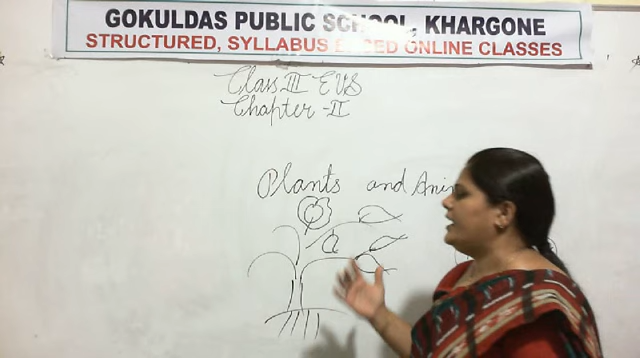 GOKULDAS PUBLIC SCHOOL, KHARGONE
STRUCTURED, SYLLABUS BASED ONLINE CLASSES
Class III EVS
Chapter - II
Plants and Ani